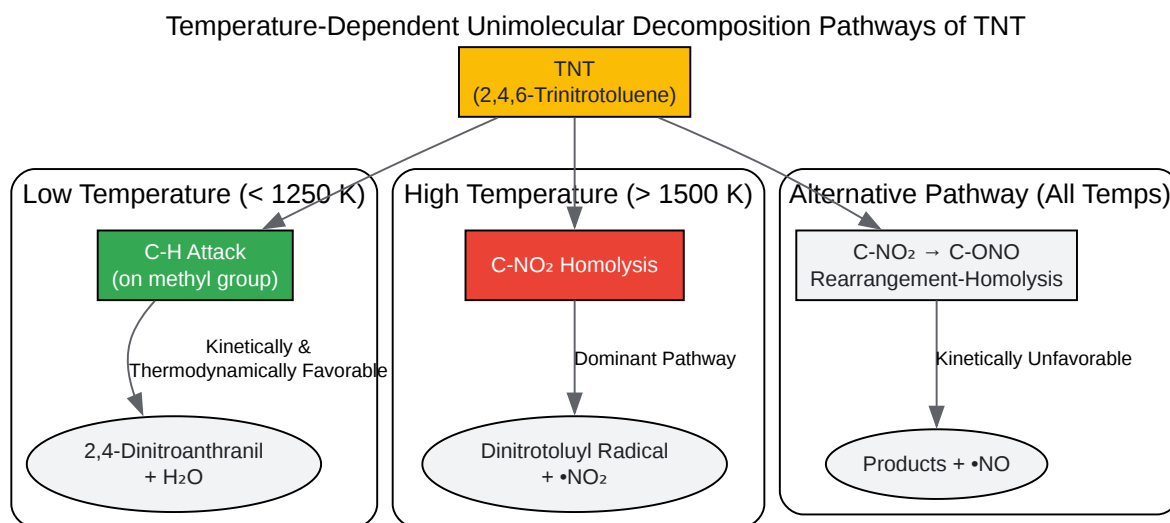 Temperature-Dependent Unimolecular Decomposition Pathways of TNT
TNT
(2,4,6-Trinitrotoluene)
Low Temperature (< 1250 K)
C-H Attack
(on methyl group)
Kinetically &
Thermodynamically Favorable
2,4-Dinitroanthranil
+ H₂O
High Temperature (> 1500 K)
C-NO₂ Homolysis
Dominant Pathway
Dinitrotoluyl Radical
+ •NO₂
Alternative Pathway (All Temps)
C-NO₂ → C-ONO
Rearrangement-Homolysis
Kinetically Unfavorable
Products + •NO